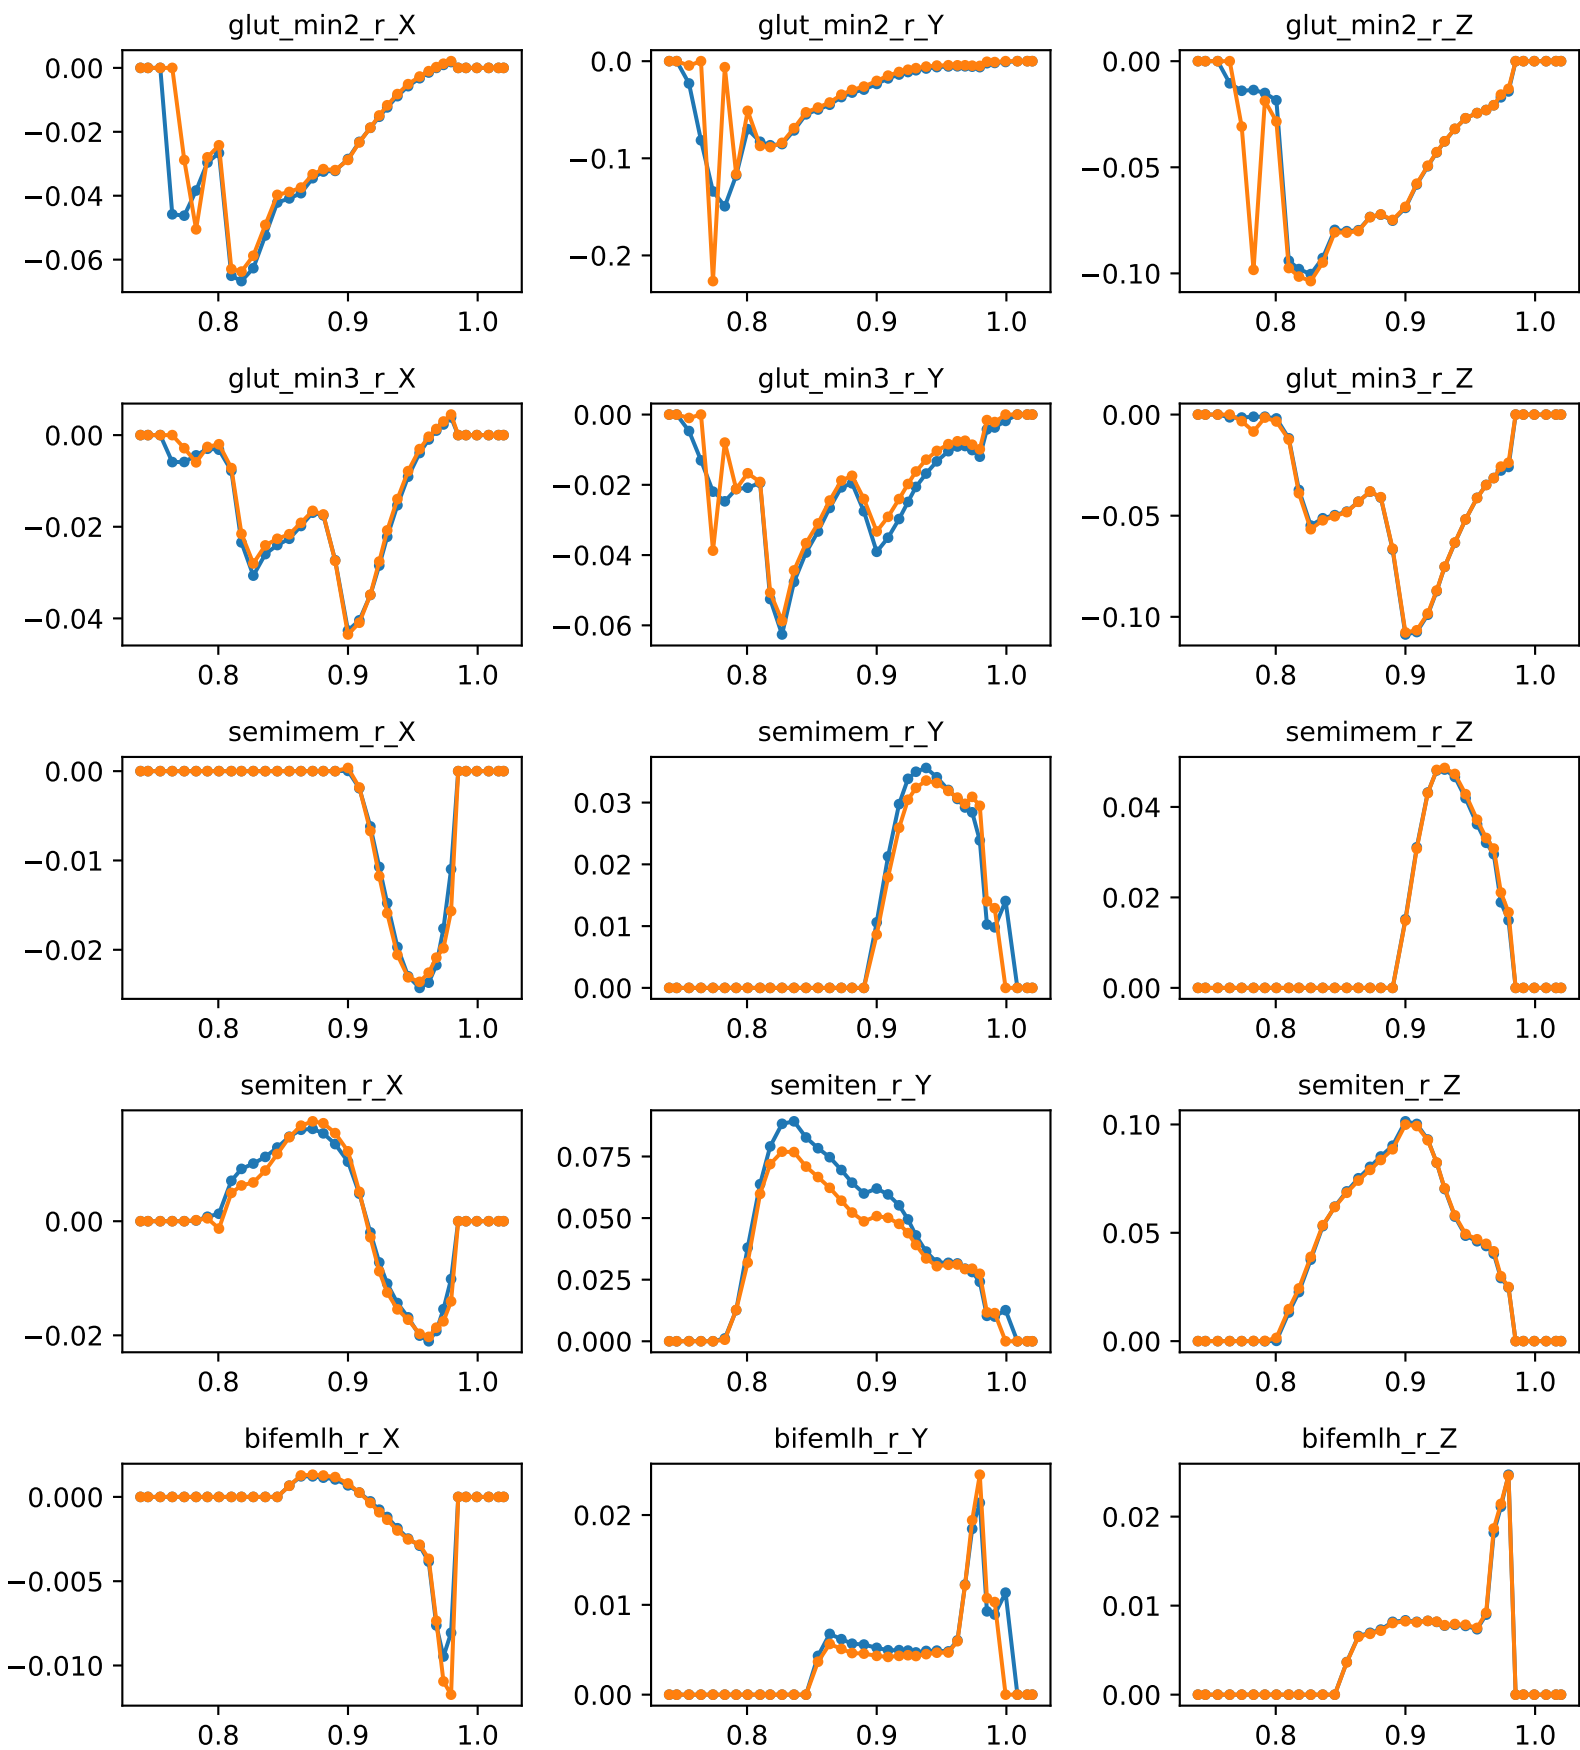 glut_min2_r_X glut_min2_r_Y glut_min2_r_Z
0.00 0.0 0.00
−0.02 −0.1 −0.05
−0.04 −0.2 −0.10
−0.06
0.8 0.9 1.0 0.8 0.9 1.0 0.8 0.9 1.0
glut_min3_r_X glut_min3_r_Y glut_min3_r_Z
0.00 0.00 0.00
−0.02 −0.02 −0.05
−0.04 −0.04 −0.10
−0.06
0.8 0.9 1.0 0.8 0.9 1.0 0.8 0.9 1.0
semimem_r_X semimem_r_Y semimem_r_Z
0.00 0.03 0.04
−0.01 0.02 0.02
−0.02 0.01 0.00
0.00
0.8 0.9 1.0 0.8 0.9 1.0 0.8 0.9 1.0
semiten_r_X semiten_r_Y semiten_r_Z
0.00 0.075 0.10
−0.02 0.050 0.05
0.025 0.00
0.000
0.8 0.9 1.0 0.8 0.9 1.0 0.8 0.9 1.0
bifemlh_r_X bifemlh_r_Y bifemlh_r_Z
0.000 0.02 0.02
−0.005 0.01 0.01
−0.010 0.00 0.00
0.8 0.9 1.0 0.8 0.9 1.0 0.8 0.9 1.0